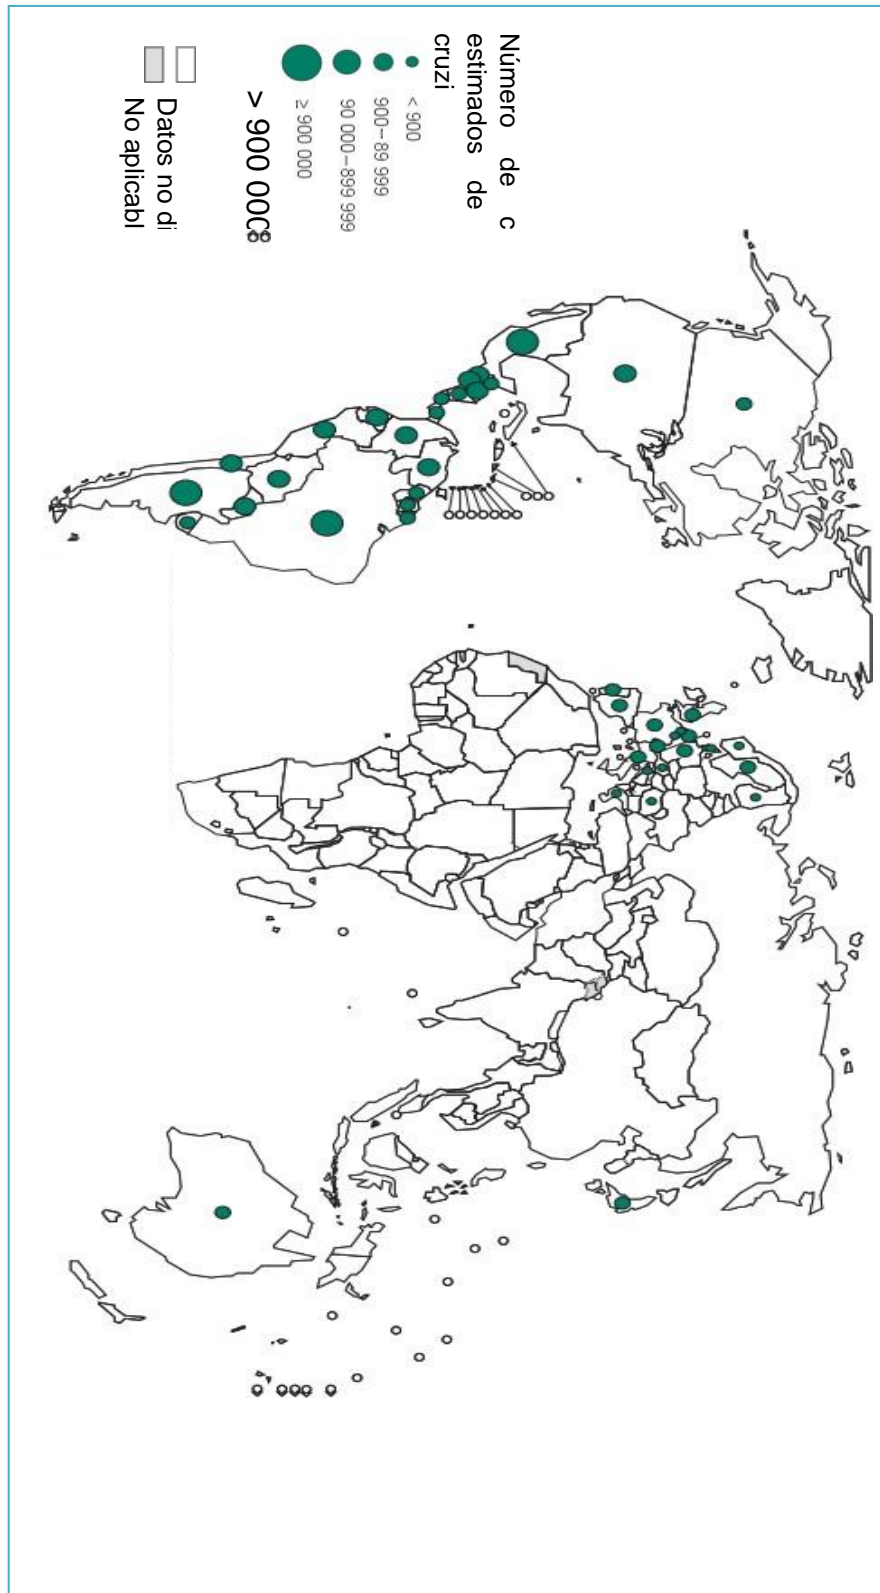 Número de c
estimados de
cruzi
< 900
900–89 999
90 000–899 999
≥ 900 000
> 900 000
Datos no di
No aplicabl